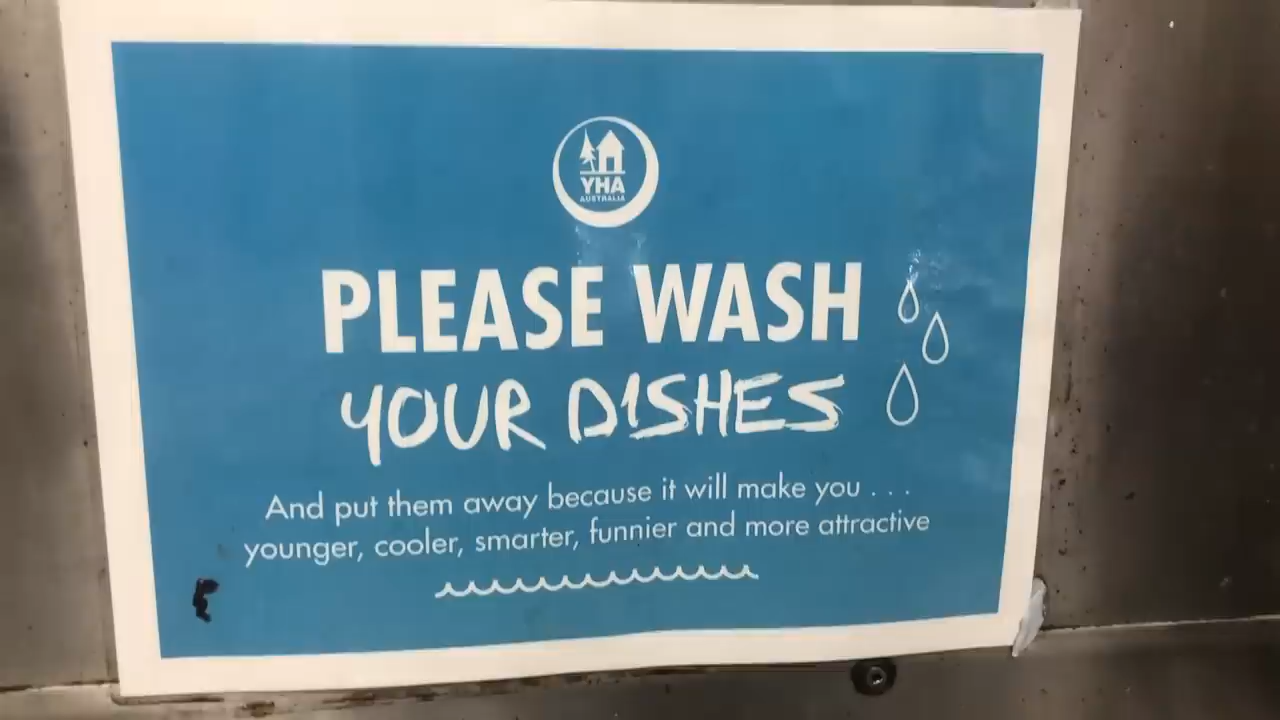 YHA
AUSTRALIA
PLEASE WASH
YOUR DISHES
And put them away because it will make you . . .
younger, cooler, smarter, funnier and more attractive